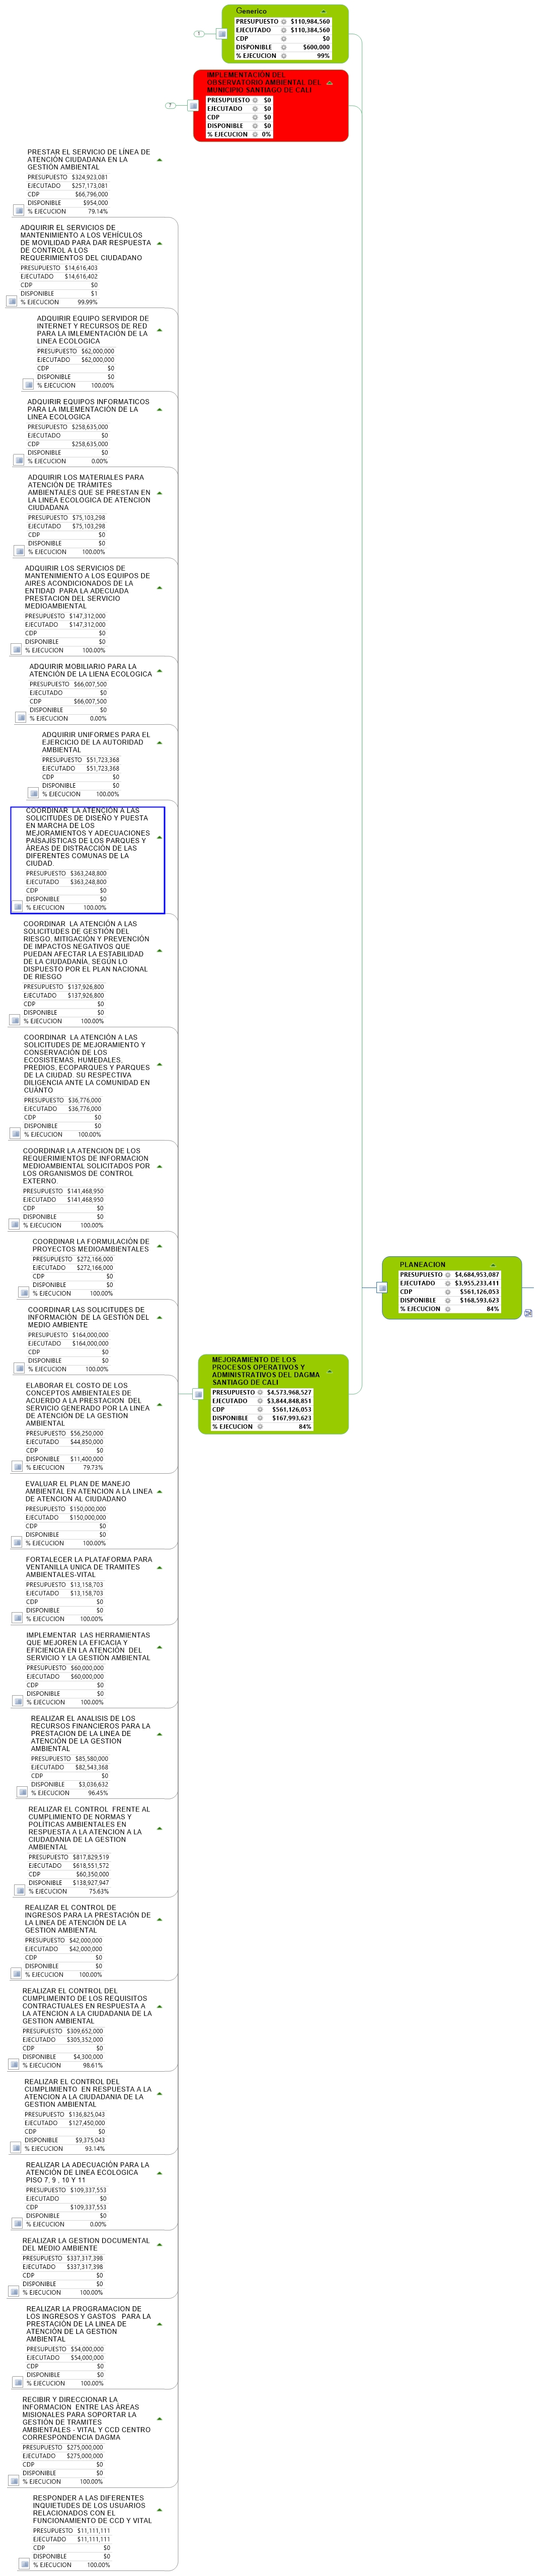 Generico
PRESUPUESTO $110,984,560
EJECUTADO $110,384,560
CDP $0
DISPONIBLE $600,000
% EJECUCION 99%
1
IMPLEMENTACIÓN DEL
OBSERVATORIO AMBIENTAL DEL
MUNICIPIO SANTIAGO DE CALI
PRESUPUESTO $0
EJECUTADO $0
CDP $0
DISPONIBLE $0
% EJECUCION 0%
7
PRESTAR EL SERVICIO DE LÍNEA DE
ATENCIÓN CIUDADANA EN LA
GESTIÓN AMBIENTAL
PRESUPUESTO $324,923,081
EJECUTADO $257,173,081
CDP $66,796,000
DISPONIBLE $954,000
% EJECUCION 79.14%
ADQUIRIR EL SERVICIOS DE
MANTENIMIENTO A LOS VEHÍCULOS
DE MOVILIDAD PARA DAR RESPUESTA
DE CONTROL A LOS
REQUERIMIENTOS DEL CIUDADANO
PRESUPUESTO $14,616,403
EJECUTADO $14,616,402
CDP $0
DISPONIBLE $1
% EJECUCION 99.99%
ADQUIRIR EQUIPO SERVIDOR DE
INTERNET Y RECURSOS DE RED
PARA LA IMLEMENTACIÓN DE LA
LINEA ECOLOGICA
PRESUPUESTO $62,000,000
EJECUTADO $62,000,000
CDP $0
DISPONIBLE $0
% EJECUCION 100.00%
ADQUIRIR EQUIPOS INFORMATICOS
PARA LA IMLEMENTACIÓN DE LA
LINEA ECOLOGICA
PRESUPUESTO $258,635,000
EJECUTADO $0
CDP $258,635,000
DISPONIBLE $0
% EJECUCION 0.00%
ADQUIRIR LOS MATERIALES PARA
ATENCIÓN DE TRÁMITES
AMBIENTALES QUE SE PRESTAN EN
LA LINEA ECOLOGICA DE ATENCION
CIUDADANA
PRESUPUESTO $75,103,298
EJECUTADO $75,103,298
CDP $0
DISPONIBLE $0
% EJECUCION 100.00%
ADQUIRIR LOS SERVICIOS DE
MANTENIMIENTO A LOS EQUIPOS DE
AIRES ACONDICIONADOS DE LA
ENTIDAD PARA LA ADECUADA
PRESTACION DEL SERVICIO
MEDIOAMBIENTAL
PRESUPUESTO $147,312,000
EJECUTADO $147,312,000
CDP $0
DISPONIBLE $0
% EJECUCION 100.00%
ADQUIRIR MOBILIARIO PARA LA
ATENCIÓN DE LA LIENA ECOLOGICA
PRESUPUESTO $66,007,500
EJECUTADO $0
CDP $66,007,500
DISPONIBLE $0
% EJECUCION 0.00%
ADQUIRIR UNIFORMES PARA EL
EJERCICIO DE LA AUTORIDAD
AMBIENTAL
PRESUPUESTO $51,723,368
EJECUTADO $51,723,368
CDP $0
DISPONIBLE $0
% EJECUCION 100.00%
COORDINAR LA ATENCIÓN A LAS
SOLICITUDES DE DISEÑO Y PUESTA
EN MARCHA DE LOS
MEJORAMIENTOS Y ADECUACIONES
PAISAJÍSTICAS DE LOS PARQUES Y
ÁREAS DE DISTRACCIÓN DE LAS
DIFERENTES COMUNAS DE LA
CIUDAD.
PRESUPUESTO $363,248,800
EJECUTADO $363,248,800
CDP $0
DISPONIBLE $0
% EJECUCION 100.00%
COORDINAR LA ATENCIÓN A LAS
SOLICITUDES DE GESTIÓN DEL
RIESGO, MITIGACIÓN Y PREVENCIÓN
DE IMPACTOS NEGATIVOS QUE
PUEDAN AFECTAR LA ESTABILIDAD
DE LA CIUDADANÍA, SEGÚN LO
DISPUESTO POR EL PLAN NACIONAL
DE RIESGO
PRESUPUESTO $137,926,800
EJECUTADO $137,926,800
CDP $0
DISPONIBLE $0
% EJECUCION 100.00%
COORDINAR LA ATENCIÓN A LAS
SOLICITUDES DE MEJORAMIENTO Y
CONSERVACIÓN DE LOS
ECOSISTEMAS, HUMEDALES,
PREDIOS, ECOPARQUES Y PARQUES
DE LA CIUDAD. SU RESPECTIVA
DILIGENCIA ANTE LA COMUNIDAD EN
CUANTO
PRESUPUESTO $36,776,000
EJECUTADO $36,776,000
CDP $0
DISPONIBLE $0
% EJECUCION 100.00%
COORDINAR LA ATENCION DE LOS
REQUERIMIENTOS DE INFORMACION
MEDIOAMBIENTAL SOLICITADOS POR
LOS ORGANISMOS DE CONTROL
EXTERNO.
PRESUPUESTO $141,468,950
EJECUTADO $141,468,950
CDP $0
DISPONIBLE $0
% EJECUCION 100.00%
COORDINAR LA FORMULACIÓN DE
PROYECTOS MEDIOAMBIENTALES
PRESUPUESTO $272,166,000
EJECUTADO $272,166,000
CDP $0
DISPONIBLE $0
% EJECUCION 100.00%
PLANEACION
PRESUPUESTO $4,684,953,087
EJECUTADO $3,955,233,411
CDP $561,126,053
DISPONIBLE $168,593,623
% EJECUCION 84%
COORDINAR LAS SOLICITUDES DE
INFORMACIÓN DE LA GESTIÓN DEL
MEDIO AMBIENTE
PRESUPUESTO $164,000,000
EJECUTADO $164,000,000
CDP $0
DISPONIBLE $0
% EJECUCION 100.00%
MEJORAMIENTO DE LOS
PROCESOS OPERATIVOS Y
ADMINISTRATIVOS DEL DAGMA
SANTIAGO DE CALI
PRESUPUESTO $4,573,968,527
EJECUTADO $3,844,848,851
CDP $561,126,053
DISPONIBLE $167,993,623
% EJECUCION 84%
ELABORAR EL COSTO DE LOS
CONCEPTOS AMBIENTALES DE
ACUERDO A LA PRESTACION DEL
SERVICIO GENERADO POR LA LINEA
DE ATENCIÓN DE LA GESTION
AMBIENTAL
PRESUPUESTO $56,250,000
EJECUTADO $44,850,000
CDP $0
DISPONIBLE $11,400,000
% EJECUCION 79.73%
EVALUAR EL PLAN DE MANEJO
AMBIENTAL EN ATENCION A LA LINEA
DE ATENCION AL CIUDADANO
PRESUPUESTO $150,000,000
EJECUTADO $150,000,000
CDP $0
DISPONIBLE $0
% EJECUCION 100.00%
FORTALECER LA PLATAFORMA PARA
VENTANILLA UNICA DE TRAMITES
AMBIENTALES-VITAL
PRESUPUESTO $13,158,703
EJECUTADO $13,158,703
CDP $0
DISPONIBLE $0
% EJECUCION 100.00%
IMPLEMENTAR LAS HERRAMIENTAS
QUE MEJOREN LA EFICACIA Y
EFICIENCIA EN LA ATENCIÓN DEL
SERVICIO Y LA GESTIÓN AMBIENTAL
PRESUPUESTO $60,000,000
EJECUTADO $60,000,000
CDP $0
DISPONIBLE $0
% EJECUCION 100.00%
REALIZAR EL ANALISIS DE LOS
RECURSOS FINANCIEROS PARA LA
PRESTACION DE LA LINEA DE
ATENCIÓN DE LA GESTION
AMBIENTAL
PRESUPUESTO $85,580,000
EJECUTADO $82,543,368
CDP $0
DISPONIBLE $3,036,632
% EJECUCION 96.45%
REALIZAR EL CONTROL FRENTE AL
CUMPLIMIENTO DE NORMAS Y
POLÍTICAS AMBIENTALES EN
RESPUESTA A LA ATENCION A LA
CIUDADANIA DE LA GESTION
AMBIENTAL
PRESUPUESTO $817,829,519
EJECUTADO $618,551,572
CDP $60,350,000
DISPONIBLE $138,927,947
% EJECUCION 75.63%
REALIZAR EL CONTROL DE
INGRESOS PARA LA PRESTACIÓN DE
LA LINEA DE ATENCIÓN DE LA
GESTION AMBIENTAL
PRESUPUESTO $42,000,000
EJECUTADO $42,000,000
CDP $0
DISPONIBLE $0
% EJECUCION 100.00%
REALIZAR EL CONTROL DEL
CUMPLIMEINTO DE LOS REQUISITOS
CONTRACTUALES EN RESPUESTA A
LA ATENCION A LA CIUDADANIA DE LA
GESTION AMBIENTAL
PRESUPUESTO $309,652,000
EJECUTADO $305,352,000
CDP $0
DISPONIBLE $4,300,000
% EJECUCION 98.61%
REALIZAR EL CONTROL DEL
CUMPLIMIENTO EN RESPUESTA A LA
ATENCION A LA CIUDADANIA DE LA
GESTION AMBIENTAL
PRESUPUESTO $136,825,043
EJECUTADO $127,450,000
CDP $0
DISPONIBLE $9,375,043
% EJECUCION 93.14%
REALIZAR LA ADECUACIÓN PARA LA
ATENCIÓN DE LINEA ECOLOGICA
PISO 7, 9 , 10 Y 11
PRESUPUESTO $109,337,553
EJECUTADO $0
CDP $109,337,553
DISPONIBLE $0
% EJECUCION 0.00%
REALIZAR LA GESTION DOCUMENTAL
DEL MEDIO AMBIENTE
PRESUPUESTO $337,317,398
EJECUTADO $337,317,398
CDP $0
DISPONIBLE $0
% EJECUCION 100.00%
REALIZAR LA PROGRAMACION DE
LOS INGRESOS Y GASTOS PARA LA
PRESTACIÓN DE LA LINEA DE
ATENCIÓN DE LA GESTION
AMBIENTAL
PRESUPUESTO $54,000,000
EJECUTADO $54,000,000
CDP $0
DISPONIBLE $0
% EJECUCION 100.00%
RECIBIR Y DIRECCIONAR LA
INFORMACION ENTRE LAS ÁREAS
MISIONALES PARA SOPORTAR LA
GESTIÓN DE TRAMITES
AMBIENTALES - VITAL Y CCD CENTRO
CORRESPONDENCIA DAGMA
PRESUPUESTO $275,000,000
EJECUTADO $275,000,000
CDP $0
DISPONIBLE $0
% EJECUCION 100.00%
RESPONDER A LAS DIFERENTES
INQUIETUDES DE LOS USUARIOS
RELACIONADOS CON EL
FUNCIONAMIENTO DE CCD Y VITAL
PRESUPUESTO $11,111,111
EJECUTADO $11,111,111
CDP $0
DISPONIBLE $0
% EJECUCION 100.00%